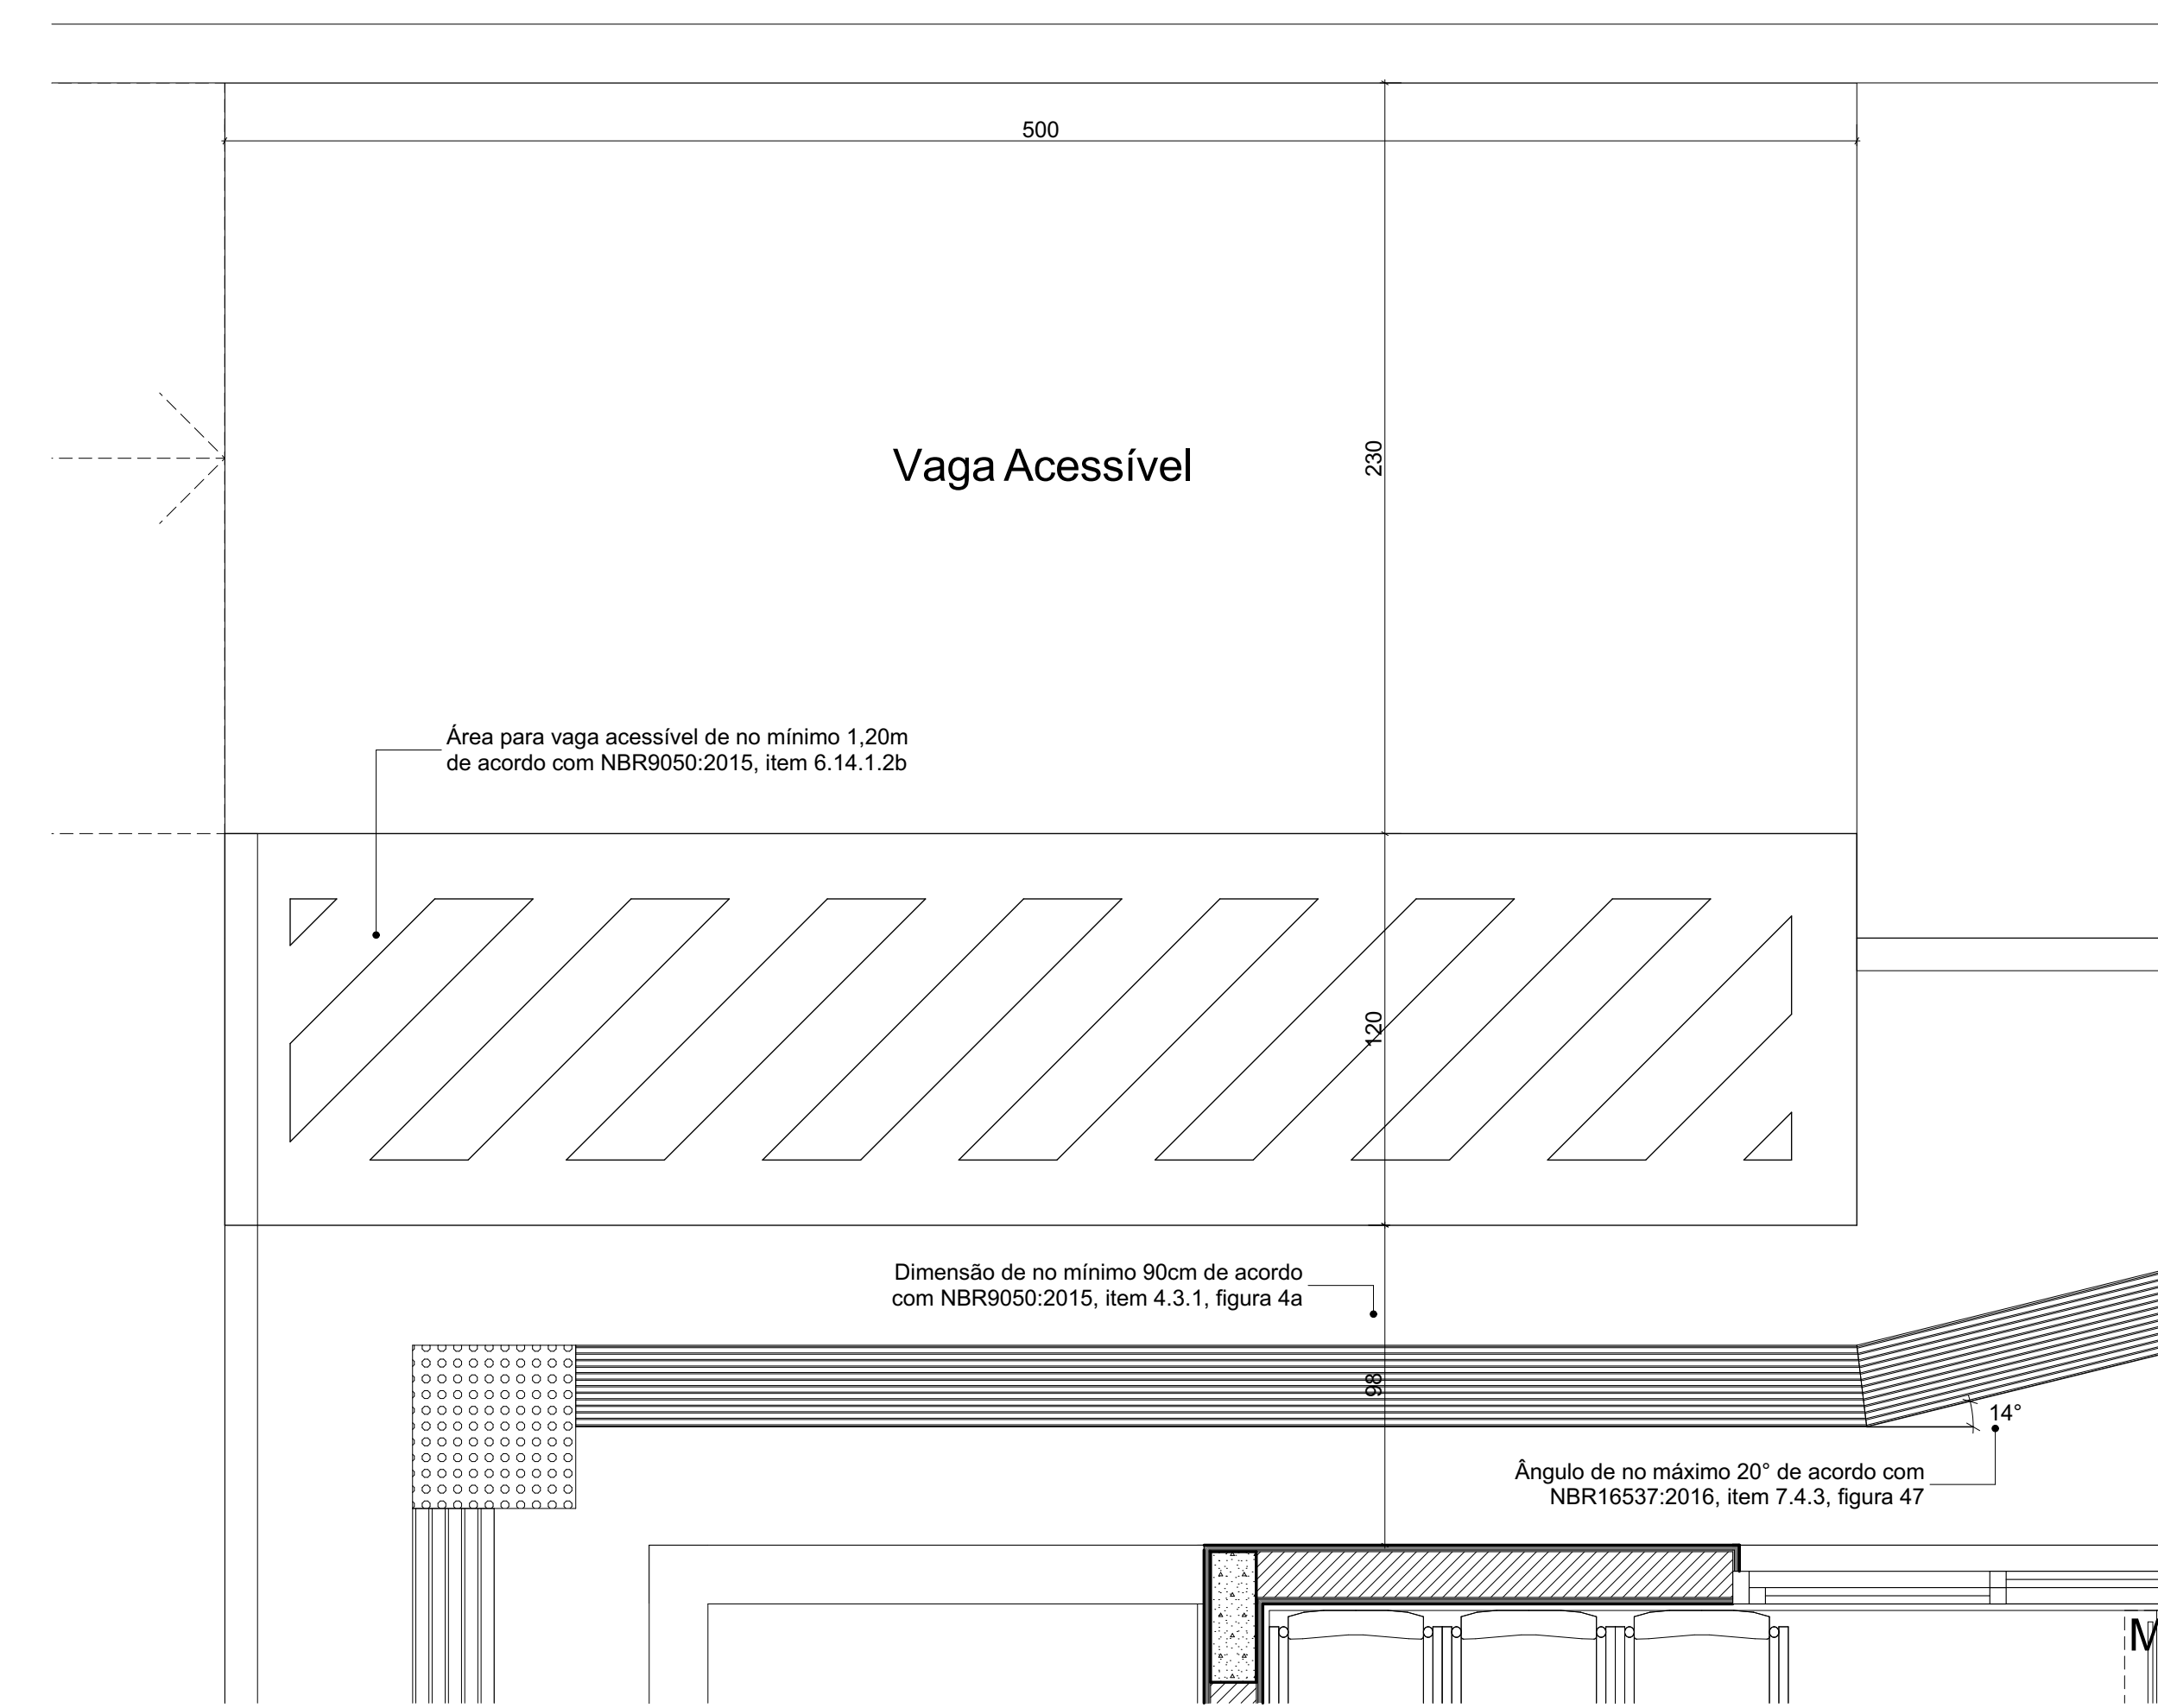 500
Vaga Acessível
230
Área para vaga acessível de no mínimo 1,20m
de acordo com NBR9050:2015, item 6.14.1.2b
120
Dimensão de no mínimo 90cm de acordo
com NBR9050:2015, item 4.3.1, figura 4a
98
14°
Ângulo de no máximo 20° de acordo com
NBR16537:2016, item 7.4.3, figura 47